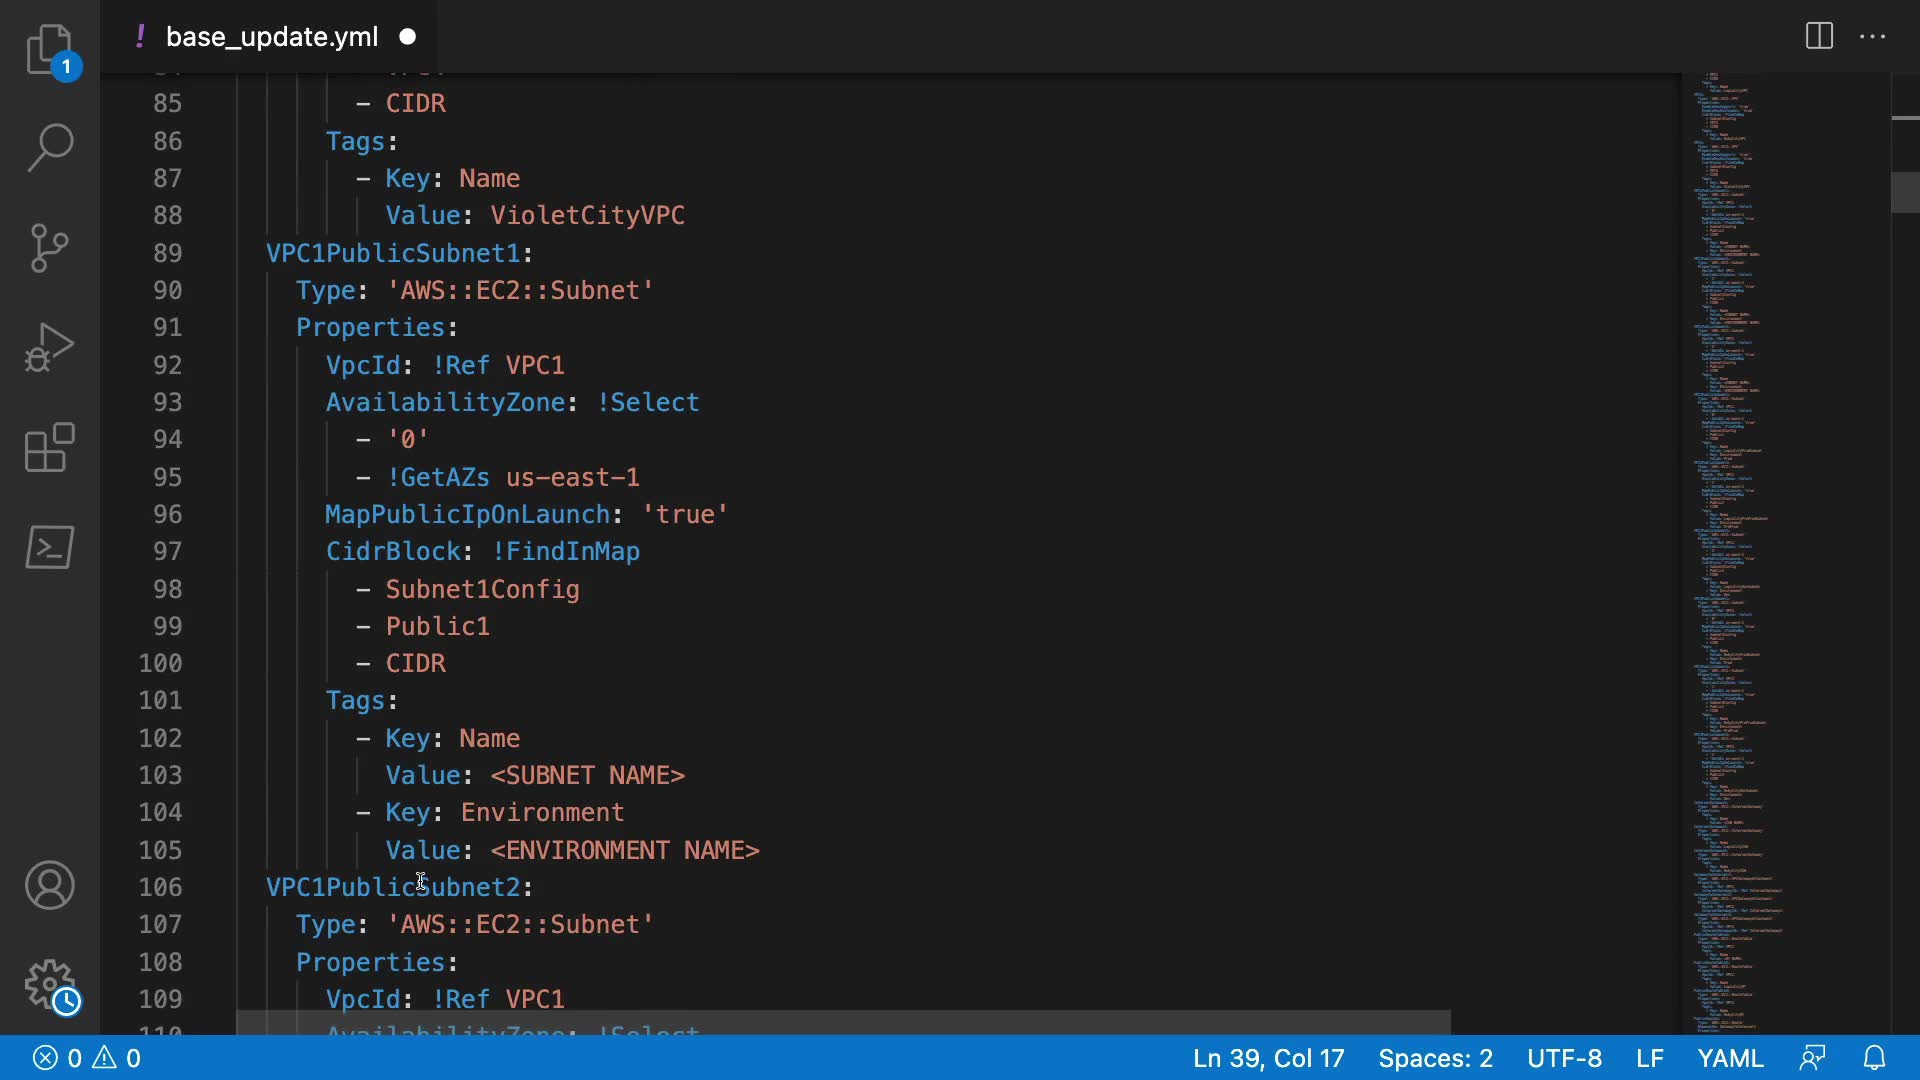 ! base_update.yml
1
85 - CIDR
86 Tags:
87 - Key: Name
88 Value: VioletCityVPC
89 VPC1PublicSubnet1:
90 Type: 'AWS::EC2::Subnet'
91 Properties:
92 VpcId: !Ref VPC1
93 AvailabilityZone: !Select
94 - '0'
95 - !GetAZs us-east-1
96 MapPublicIpOnLaunch: 'true'
97 CidrBlock: !FindInMap
98 - Subnet1Config
99 - Public1
100 - CIDR
101 Tags:
102 - Key: Name
103 Value: <SUBNET NAME>
104 - Key: Environment
105 Value: <ENVIRONMENT NAME>
106 VPC1PublicSubnet2:
107 Type: 'AWS::EC2::Subnet'
108 Properties:
109 VpcId: !Ref VPC1
110 AvailabilityZone: !Select
0 0 Ln 39, Col 17 Spaces: 2 UTF-8 LF YAML